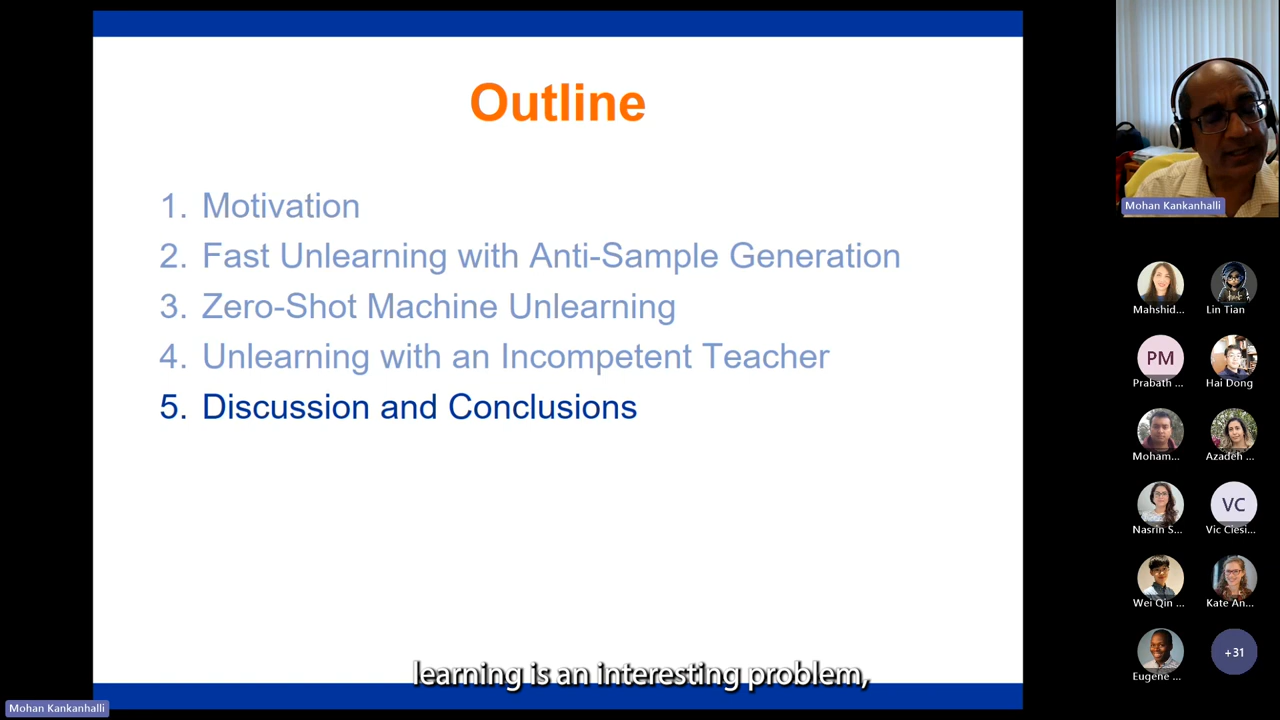 Outline
1. Motivation
2. Fast Unlearning with Anti-Sample Generation
3. Zero-Shot Machine Unlearning
4. Unlearning with an Incompetent Teacher
5. Discussion and Conclusions
learning is an interesting problem,
Mohan Kankanhalli
Mohan Kankanhalli
Mahshid...
Lin Tian
PM
Prabath ...
Hai Dong
Moham...
Azadeh ...
Nasrin S...
VC
Vic Ciesi...
Wei Qin ...
Kate An...
Eugene ...
+31